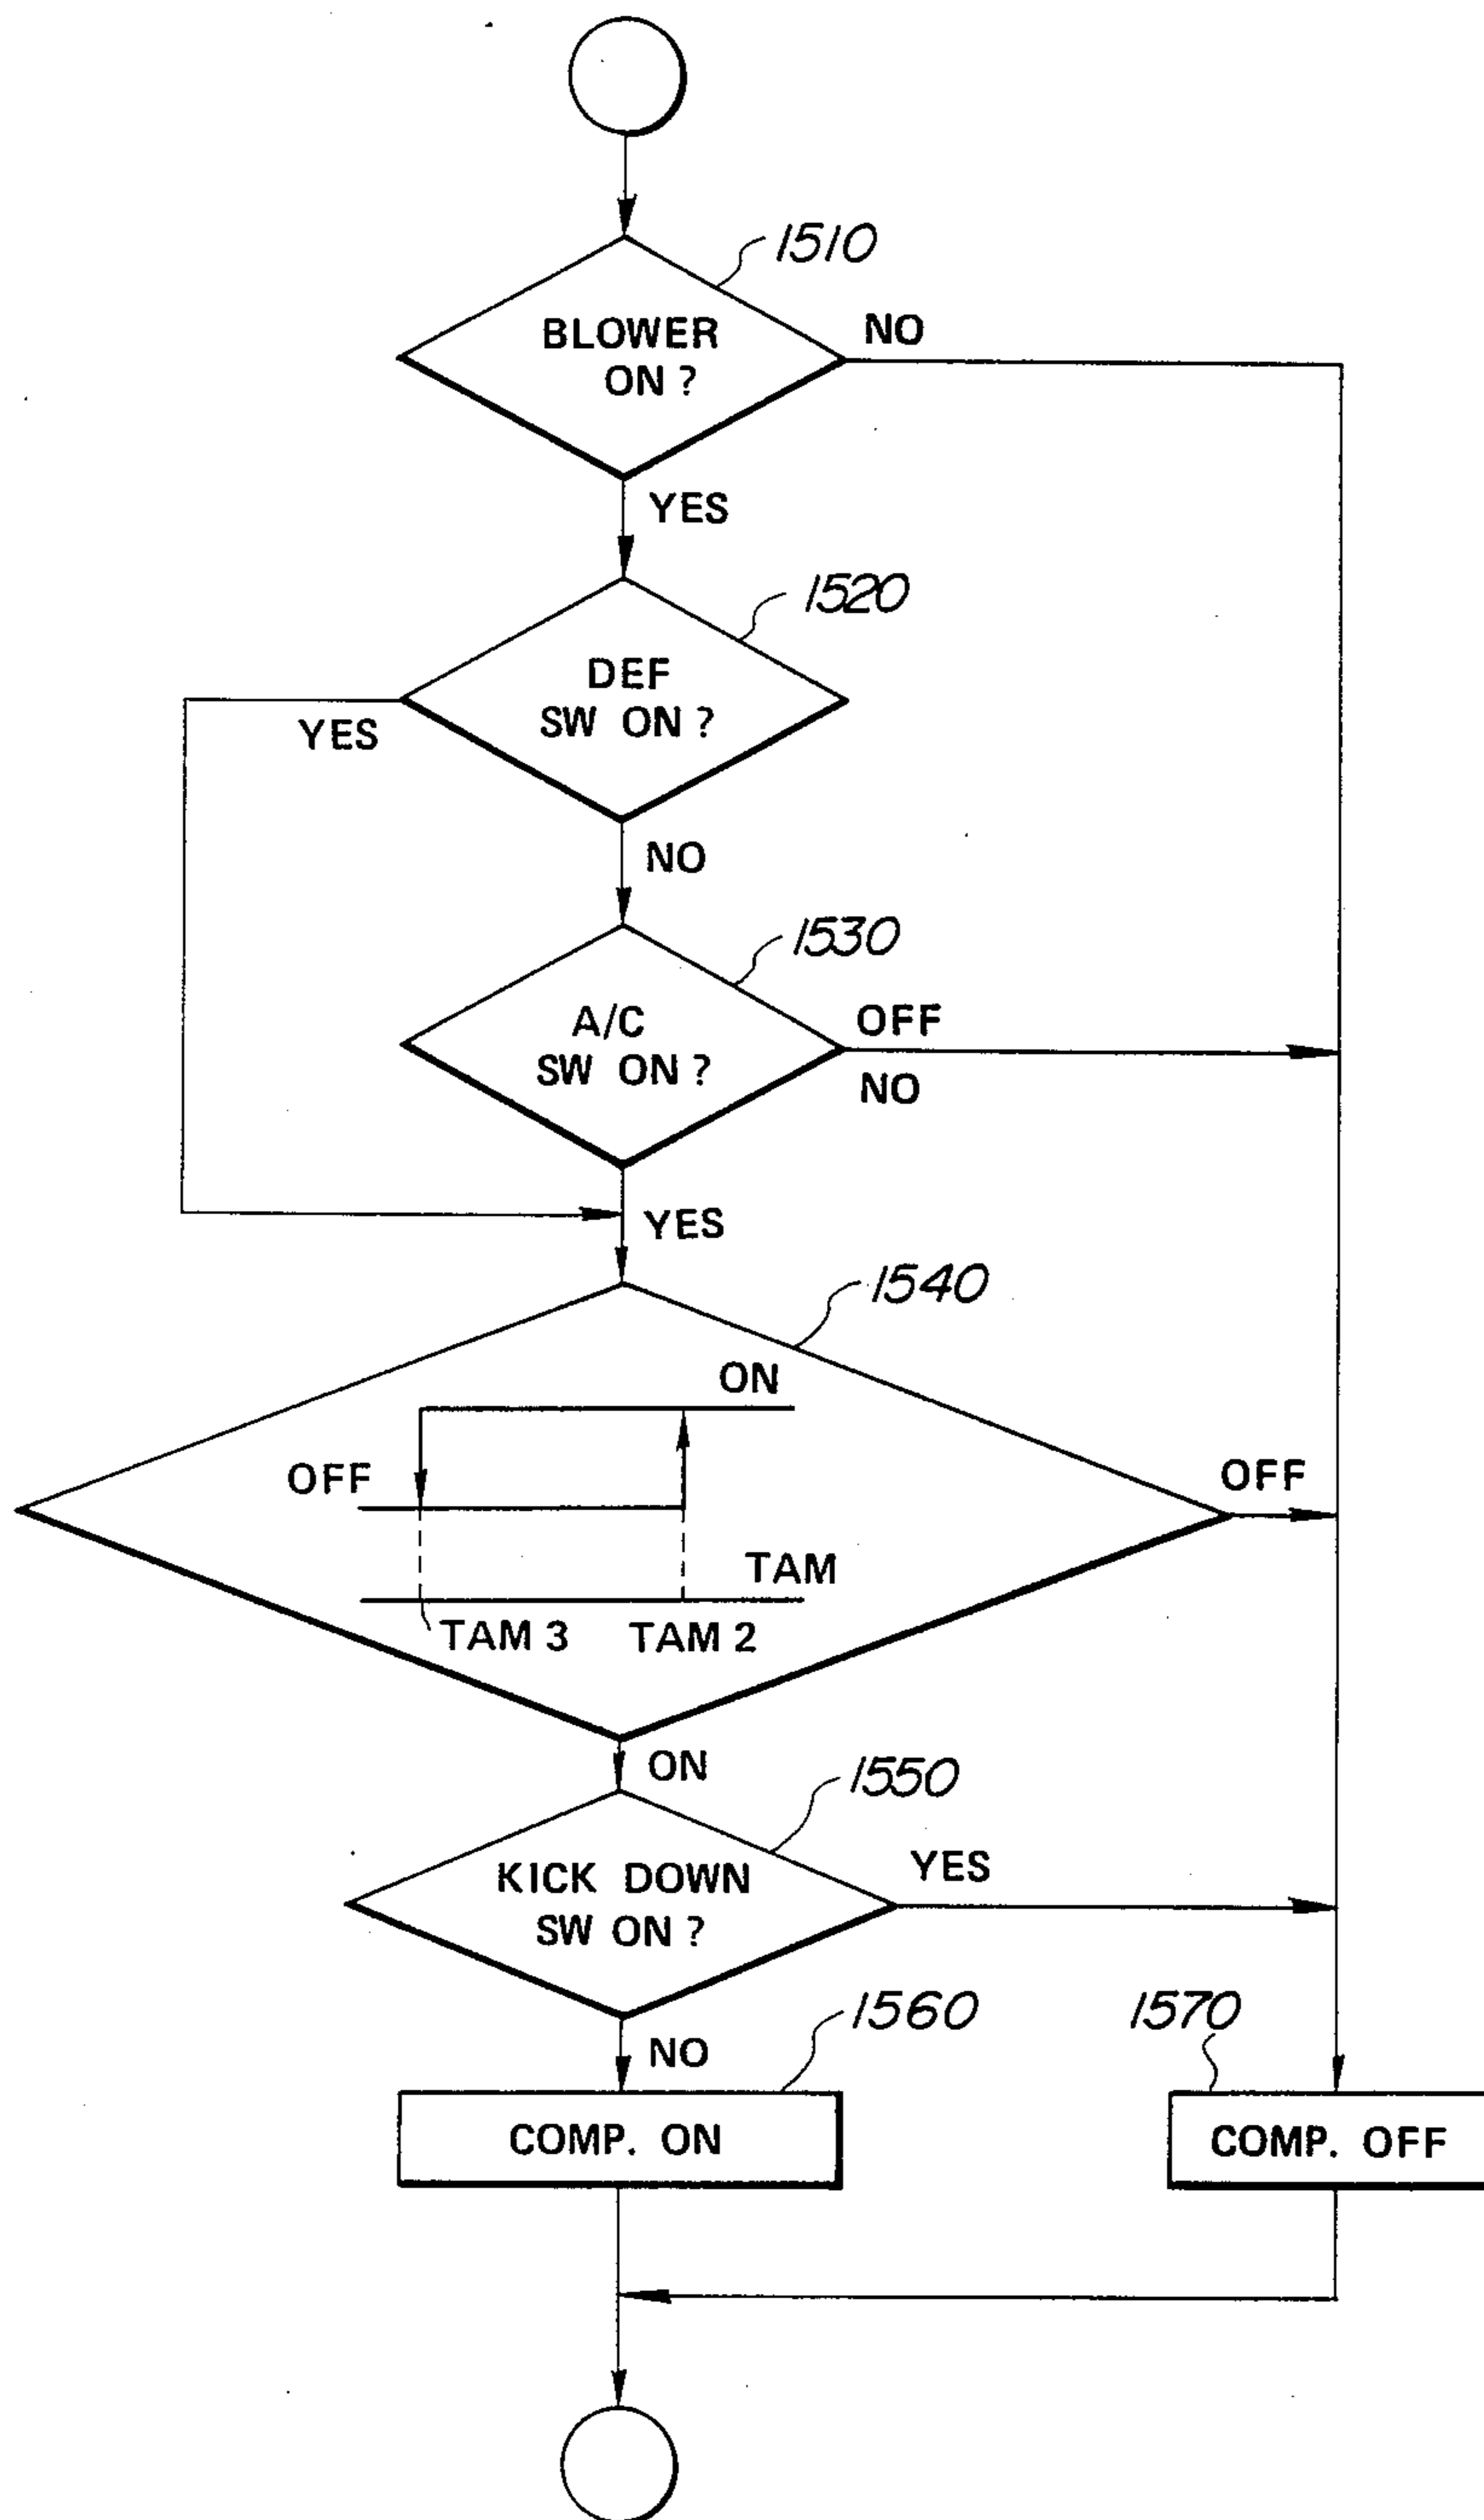 1510
BLOWER
ON ?
NO
YES
1520
DEF
SW ON ?
YES
NO
1530
A/C
SW ON ?
OFF
NO
YES
1540
ON
OFF
OFF
TAM
TAM 3 TAM 2
ON
1550
KICK DOWN
SW ON ?
YES
NO
1560
1570
COMP. ON
COMP. OFF